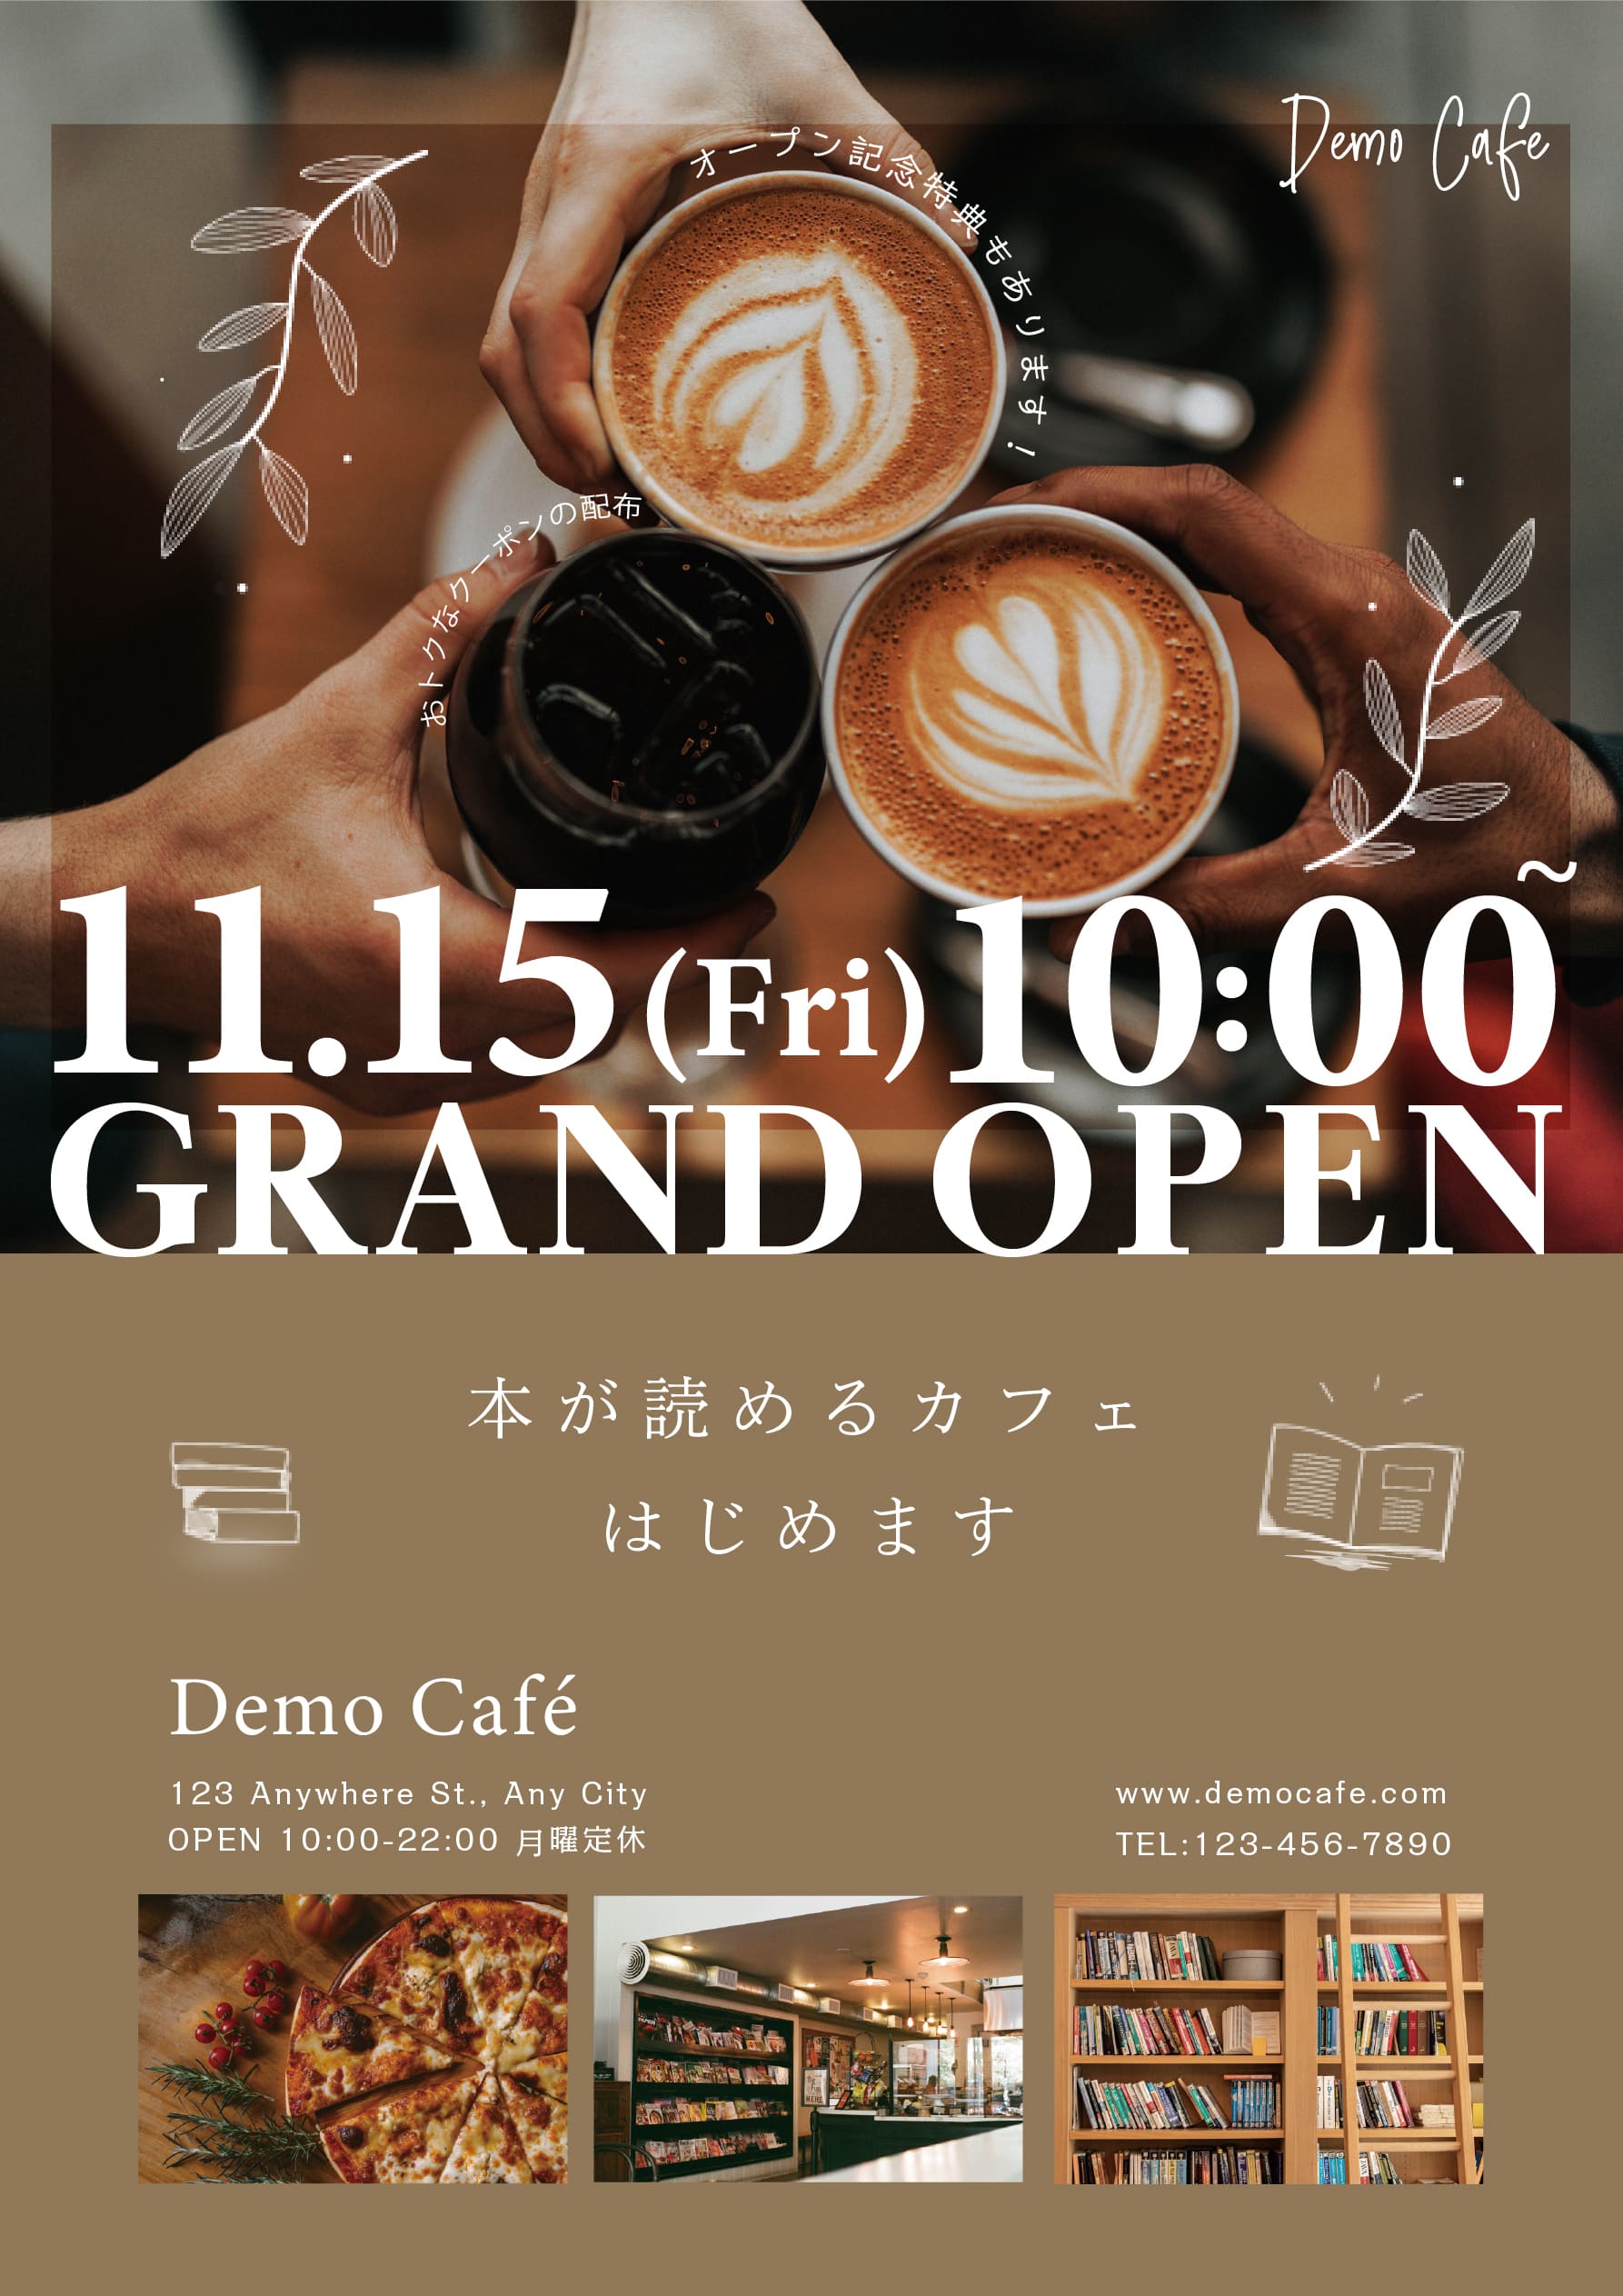 Demo Cafe
オープン記念特典もあります!
おトクなクーポンの配布
11.15(Fri)10:00~
GRAND OPEN
本が読めるカフェ
はじめます
Demo Café
123 Anywhere St., Any City
OPEN 10:00-22:00 月曜定休
www.democafe.com
TEL:123-456-7890